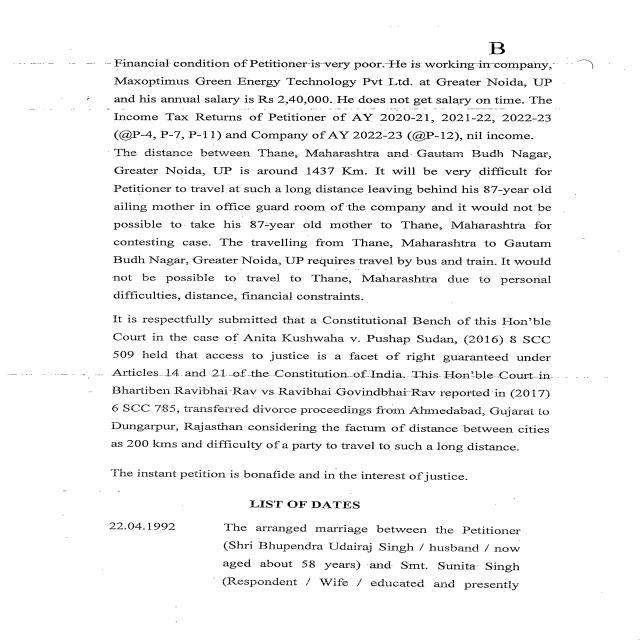 B
Financial condition of Petitioner is very poor. He is working in company,
Maxoptimus Green Energy Technology Pvt Ltd. at Greater Noida, UP
and his annual salary is Rs 2,40,000. He does not get salary on time. The
Income Tax Returns of Petitioner of AY 2020-21, 2021-22, 2022-23
(@P-4, P-7, P-11) and Company of AY 2022-23 (@P-12), nil income.
The distance between Thane, Maharashtra and Gautam Budh Nagar,
Greater Noida, UP is around 1437 Km. It will be very difficult for
Petitioner to travel at such a long distance leaving behind his 87-year old
ailing mother in office guard room of the company and it would not be
possible to take his 87-year old mother to Thane, Maharashtra for
contesting case. The travelling from Thane, Maharashtra to Gautam
Budh Nagar, Greater Noida, UP requires travel by bus and train. It would
not be possible to travel to Thane, Maharashtra due to personal
difficulties, distance, financial constraints.
It is respectfully submitted that a Constitutional Bench of this Hon'ble
Court in the case of Anita Kushwaha v. Pushap Sudan, (2016) 8 SCC
509 held that access to justice is a facet of right guaranteed under
Articles 14 and 21 of the Constitution of India. This Hon'ble Court in
Bhartiben Ravibhai Rav vs Ravibhai Govindbhai Rav reported in (2017)
6 SCC 785, transferred divorce proceedings from Ahmedabad, Gujarat to
Dungarpur, Rajasthan considering the factum of distance between cities
as 200 kms and difficulty of a party to travel to such a long distance.
The instant petition is bonafide and in the interest of justice.
LIST OF DATES
22.04.1992 The arranged marriage between the Petitioner
(Shri Bhupendra Udairaj Singh / husband / now
aged about 58 years) and Smt. Sunita Singh
(Respondent / Wife / educated and presently